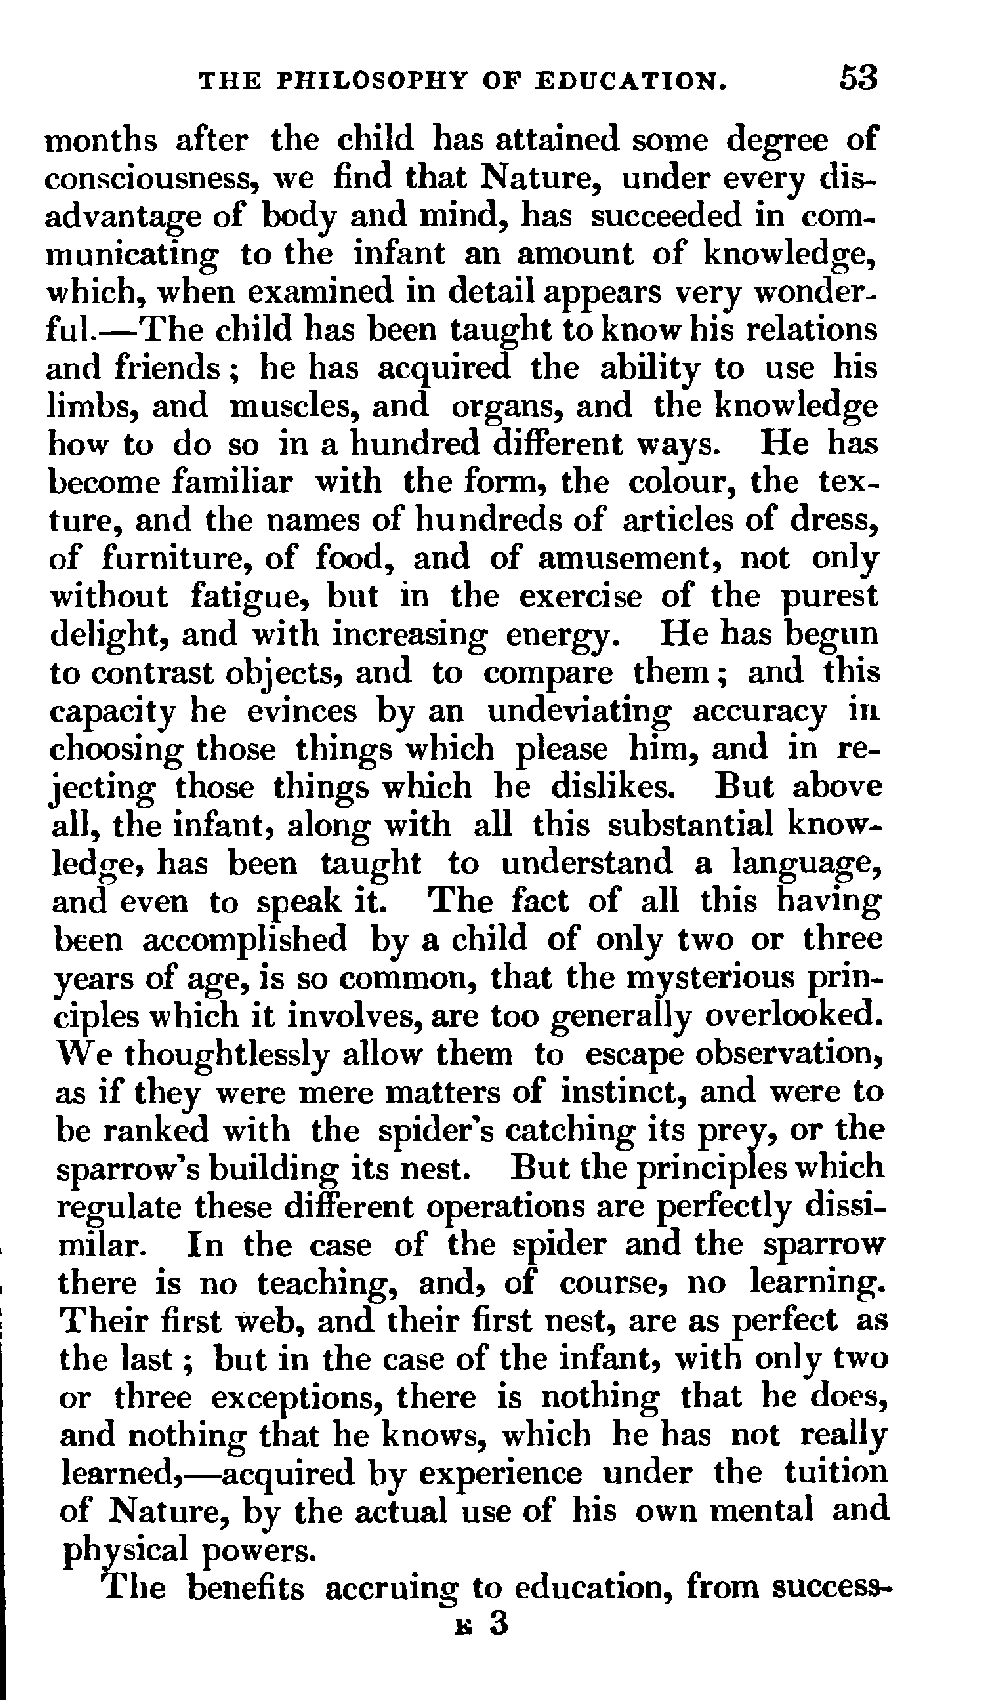 THE PHILOSOPHY OF EDUCATION. 53
months after the child has attained some degree of
consciousness, we find that Nature, under every dis-
advantage of body and mind, has succeeded in com-
municating to the infant an amount of knowledge,
which, when examined in detail appears very wonder-
ful.—The child has been taught to know his relations
and friends; he has acquired the ability to use his
limbs, and muscles, and organs, and the knowledge
how to do so in a hundred different ways. He has
become familiar with the form, the colour, the tex-
ture, and the names of hundreds of articles of dress,
of furniture, of food, and of amusement, not only
without fatigue, but in the exercise of the purest
delight, and with increasing energy. He has begun
to contrast objects, and to compare them; and this
capacity he evinces by an undeviating accuracy in
choosing those things which please him, and in re-
jecting those things which he dislikes. But above
all, the infant, along with all this substantial know-
ledge, has been taught to understand a language,
and even to speak it. The fact of all this having
been accomplished by a child of only two or three
years of age, is so common, that the mysterious prin-
ciples which it involves, are too generally overlooked.
We thoughtlessly allow them to escape observation,
as if they were mere matters of instinct, and were to
be ranked with the spider's catching its prey, or the
sparrow's building its nest. But the principles which
regulate these different operations are perfectly dissi-
milar. In the case of the spider and the sparrow
there is no teaching, and, of course, no learning.
Their first web, and their first nest, are as perfect as
the last; but in the case of the infant, with only two
or three exceptions, there is nothing that he does,
and nothing that he knows, which he has not really
learned,—acquired by experience under the tuition
of Nature, by the actual use of his own mental and
physical powers.
The benefits accruing to education, from success-
E 3